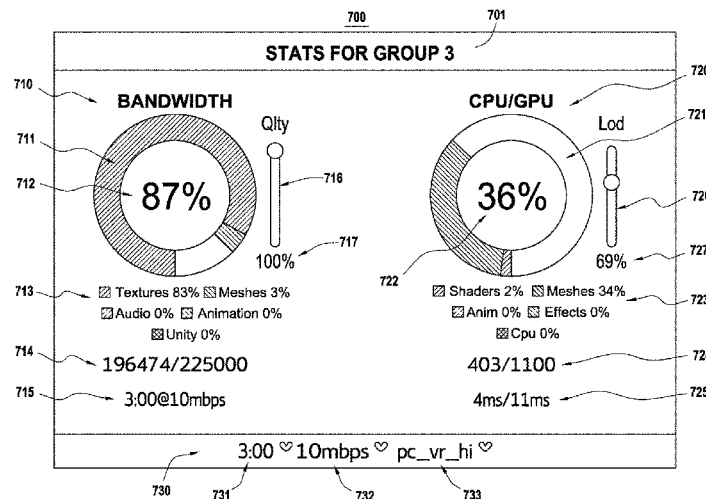 700
701
STATS FOR GROUP 3
710
BANDWIDTH
711
712
87%
Qlty
716
100%
717
713
Textures 83% Meshes 3%
Audio 0% Animation 0%
Unity 0%
714
196474/225000
715
3:00@10mbps
CPU/GPU
720
721
36%
722
Lod
726
69%
727
Shaders 2% Meshes 34%
723
Anim 0% Effects 0%
Cpu 0%
403/1100
724
4ms/11ms
725
730
3:00 ♡ 10mbps ♡ pc_vr_hi ♡
731
732
733